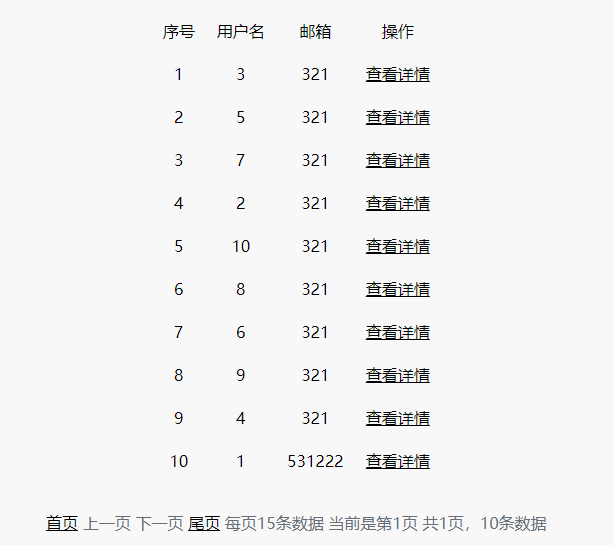 序号 用户名 邮箱 操作
1 3 321 查看详情
2 5 321 查看详情
3 7 321 查看详情
4 2 321 查看详情
5 10 321 查看详情
6 8 321 查看详情
7 6 321 查看详情
8 9 321 查看详情
9 4 321 查看详情
10 1 531222 查看详情
首页 上一页 下一页 尾页 每页15条数据 当前是第1页 共1页，10条数据